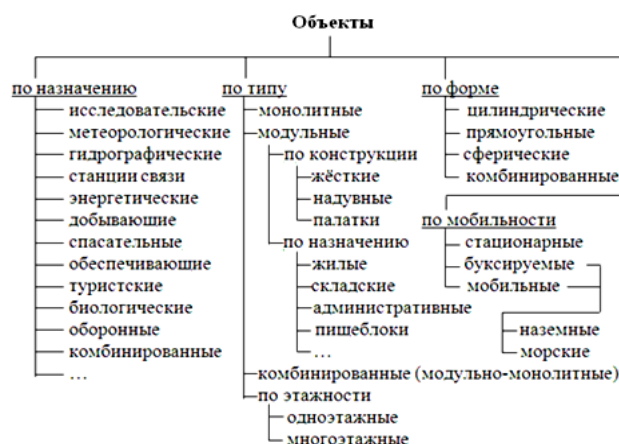 Объекты
по назначению
исследовательские
метеорологические
гидрографические
станции связи
энергетические
добывающие
спасательные
обеспечивающие
туристские
биологические
оборонные
комбинированные
…
по типу
монолитные
модульные
по конструкции
жёсткие
надувные
палатки
по назначению
жилые
складские
административные
пищеблоки
…
комбинированные (модульно-монолитные)
по этажности
одноэтажные
многоэтажные
по форме
цилиндрические
прямоугольные
сферические
комбинированные
по мобильности
стационарные
буксируемые
мобильные
наземные
морские